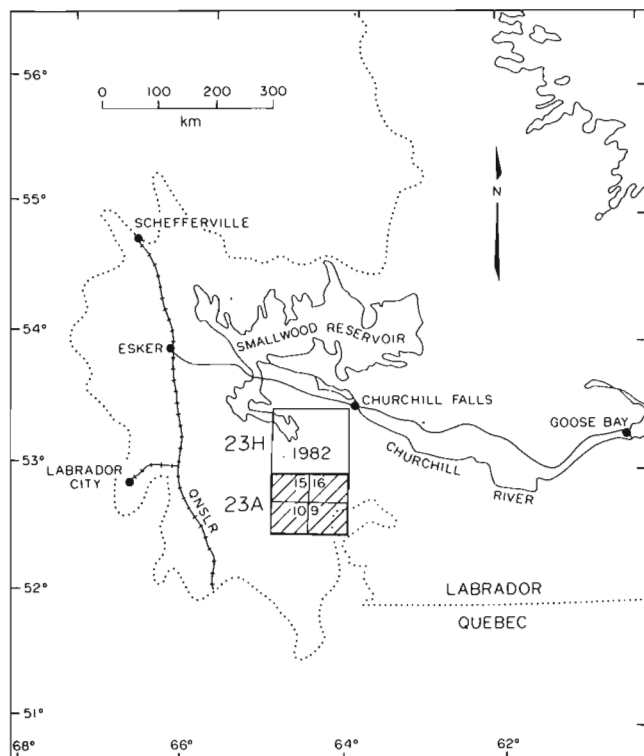 56°
0 100 200 300
km
55°
N
SCHEFFERVILLE
54°
SMALLWOOD RESERVOIR
ESKER
CHURCHILL FALLS
GOOSE BAY
23H
1982
CHURCHILL
RIVER
53°
LABRADOR
CITY
15 16
23A
10 9
QNSLR
52°
LABRADOR
QUEBEC
51°
68° 66° 64° 62°